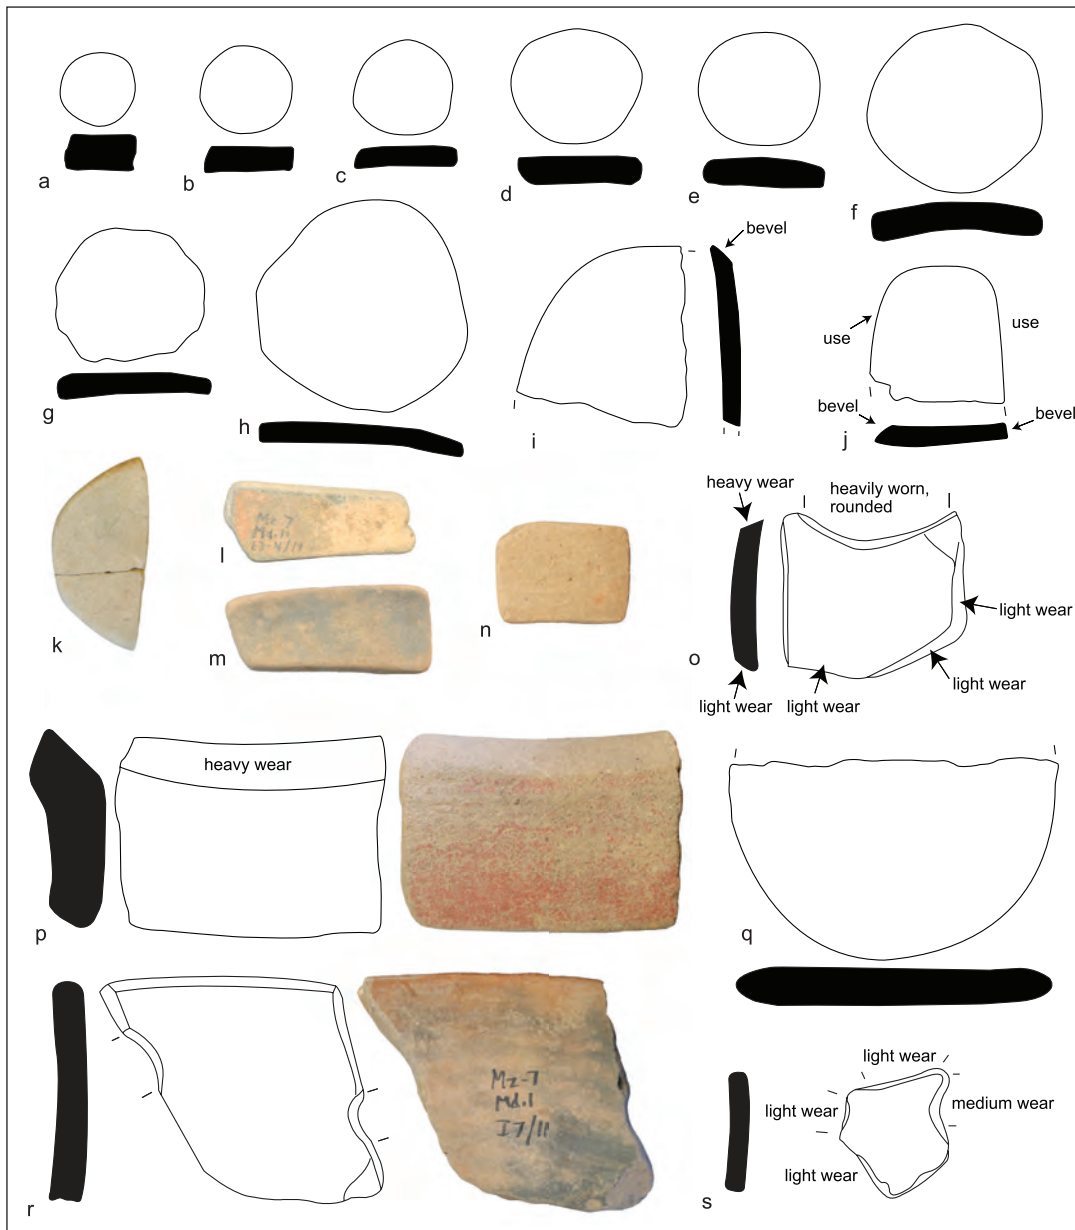 a
b
c
d
e
f
g
h
bevel
i
use
use
bevel
bevel
j
k
Mz-7
l
m
n
heavy wear
heavily worn,
rounded
light wear
light wear
o
light wear
light wear
heavy wear
p
q
Mz-7
Md.1
I7/11
r
light wear
light wear
medium wear
light wear
s